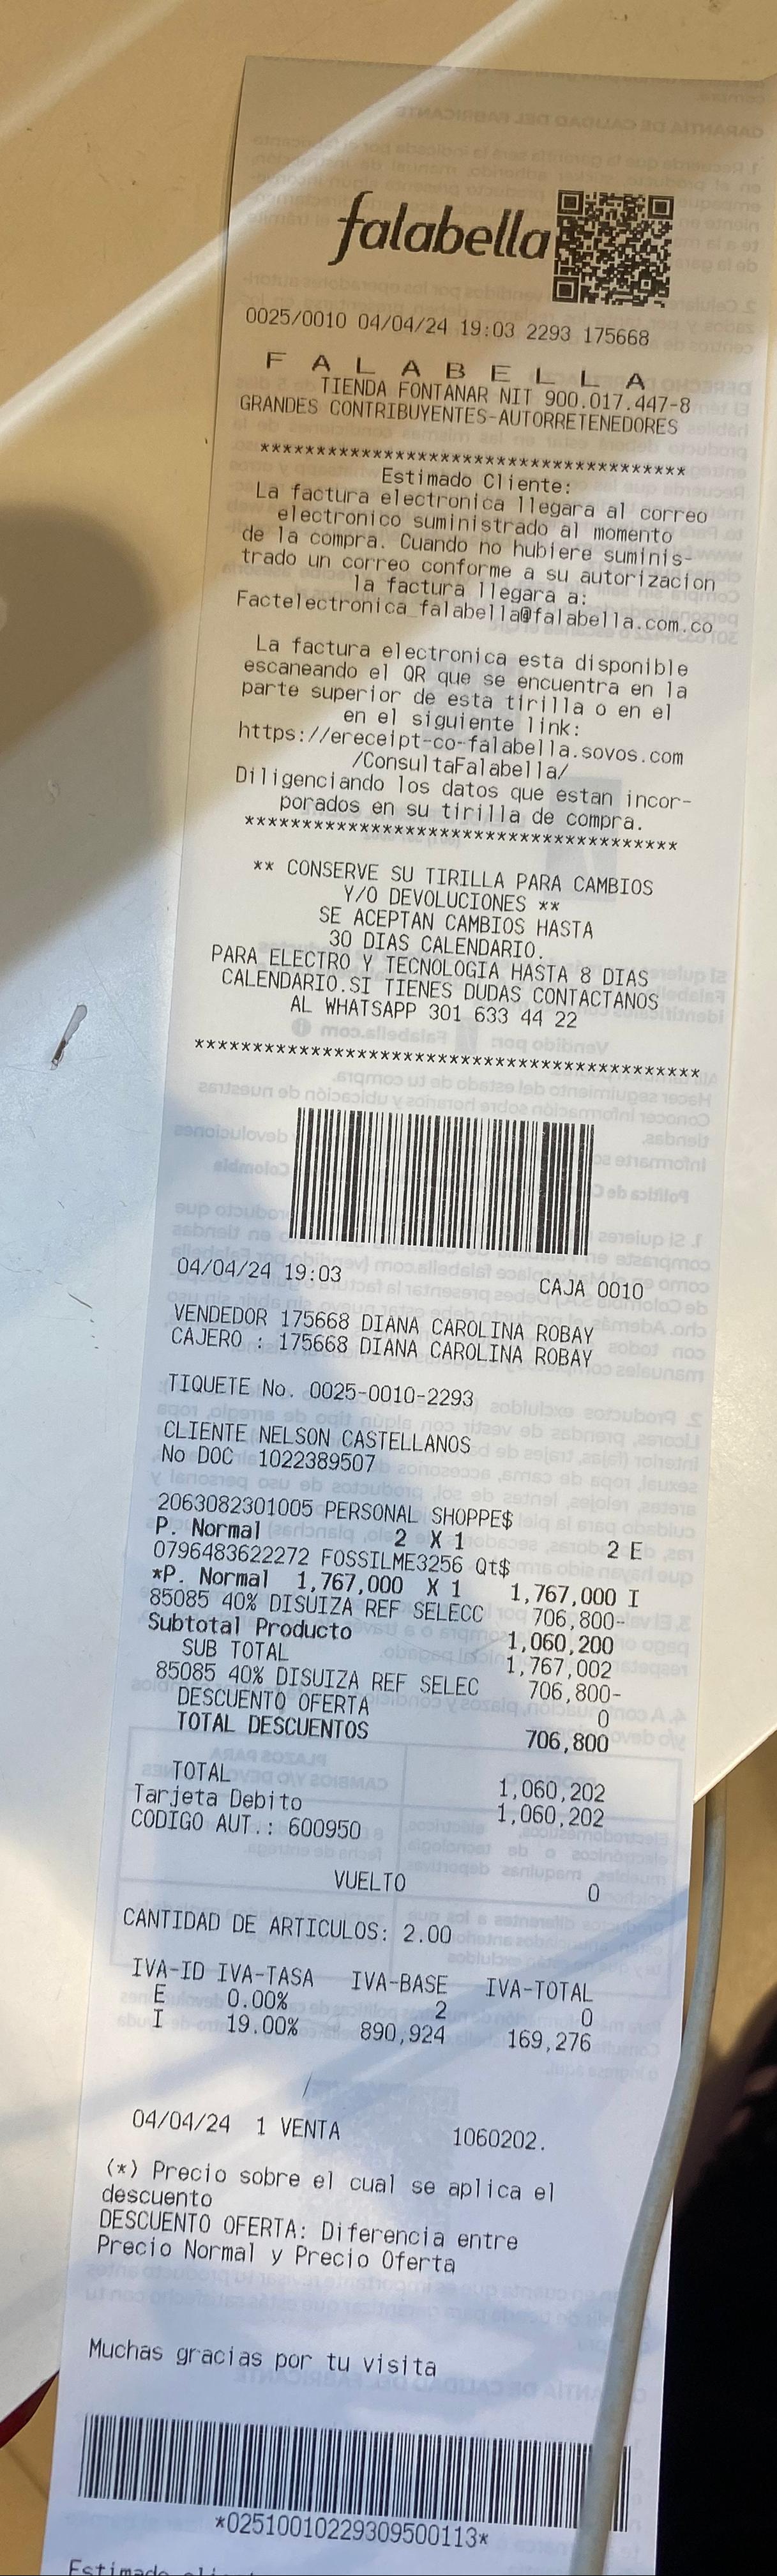 falabella
0025/0010 04/04/24 19:03 2293 175668
F A L A B E L L A
TIENDA FONTANAR NIT 900.017.447-8
GRANDES CONTRIBUYENTES-AUTORRETENEDORES
**************************************
Estimado Cliente:
La factura electronica llegara al correo
electronico suministrado al momento
de la compra. Cuando no hubiere suminis-
trado un correo conforme a su autorizacion
la factura llegara a:
Factelectronica_falabella@falabella.com.co
La factura electronica esta disponible
escaneando el QR que se encuentra en la
parte superior de esta tirilla o en el
en el siguiente link:
https://ereceipt-co-falabella.sovos.com
/ConsultaFalabella/
Diligenciando los datos que estan incor-
porados en su tirilla de compra.
***************************************
** CONSERVE SU TIRILLA PARA CAMBIOS
Y/O DEVOLUCIONES **
SE ACEPTAN CAMBIOS HASTA
30 DIAS CALENDARIO.
PARA ELECTRO Y TECNOLOGIA HASTA 8 DIAS
CALENDARIO.SI TIENES DUDAS CONTACTANOS
AL WHATSAPP 301 633 44 22
*********************************************
04/04/24 19:03 CAJA 0010
VENDEDOR 175668 DIANA CAROLINA ROBAY
CAJERO : 175668 DIANA CAROLINA ROBAY
TIQUETE No. 0025-0010-2293
CLIENTE NELSON CASTELLANOS
No DOC 1022389507
2063082301005 PERSONAL SHOPPE$
P. Normal 2 X 1 2 E
0796483622272 FOSSILME3256 Qt$
*P. Normal 1,767,000 X 1 1,767,000 I
85085 40% DISUIZA REF SELECC 706,800-
Subtotal Producto 1,060,200
SUB TOTAL 1,767,002
85085 40% DISUIZA REF SELEC 706,800-
DESCUENTO OFERTA 0
TOTAL DESCUENTOS 706,800
TOTAL 1,060,202
Tarjeta Debito 1,060,202
CODIGO AUT.: 600950
VUELTO 0
CANTIDAD DE ARTICULOS: 2.00
IVA-ID IVA-TASA IVA-BASE IVA-TOTAL
E 0.00% 2 0
I 19.00% 890,924 169,276
04/04/24 1 VENTA 1060202.
(*) Precio sobre el cual se aplica el
descuento
DESCUENTO OFERTA: Diferencia entre
Precio Normal y Precio Oferta
Muchas gracias por tu visita
*02510010229309500113*